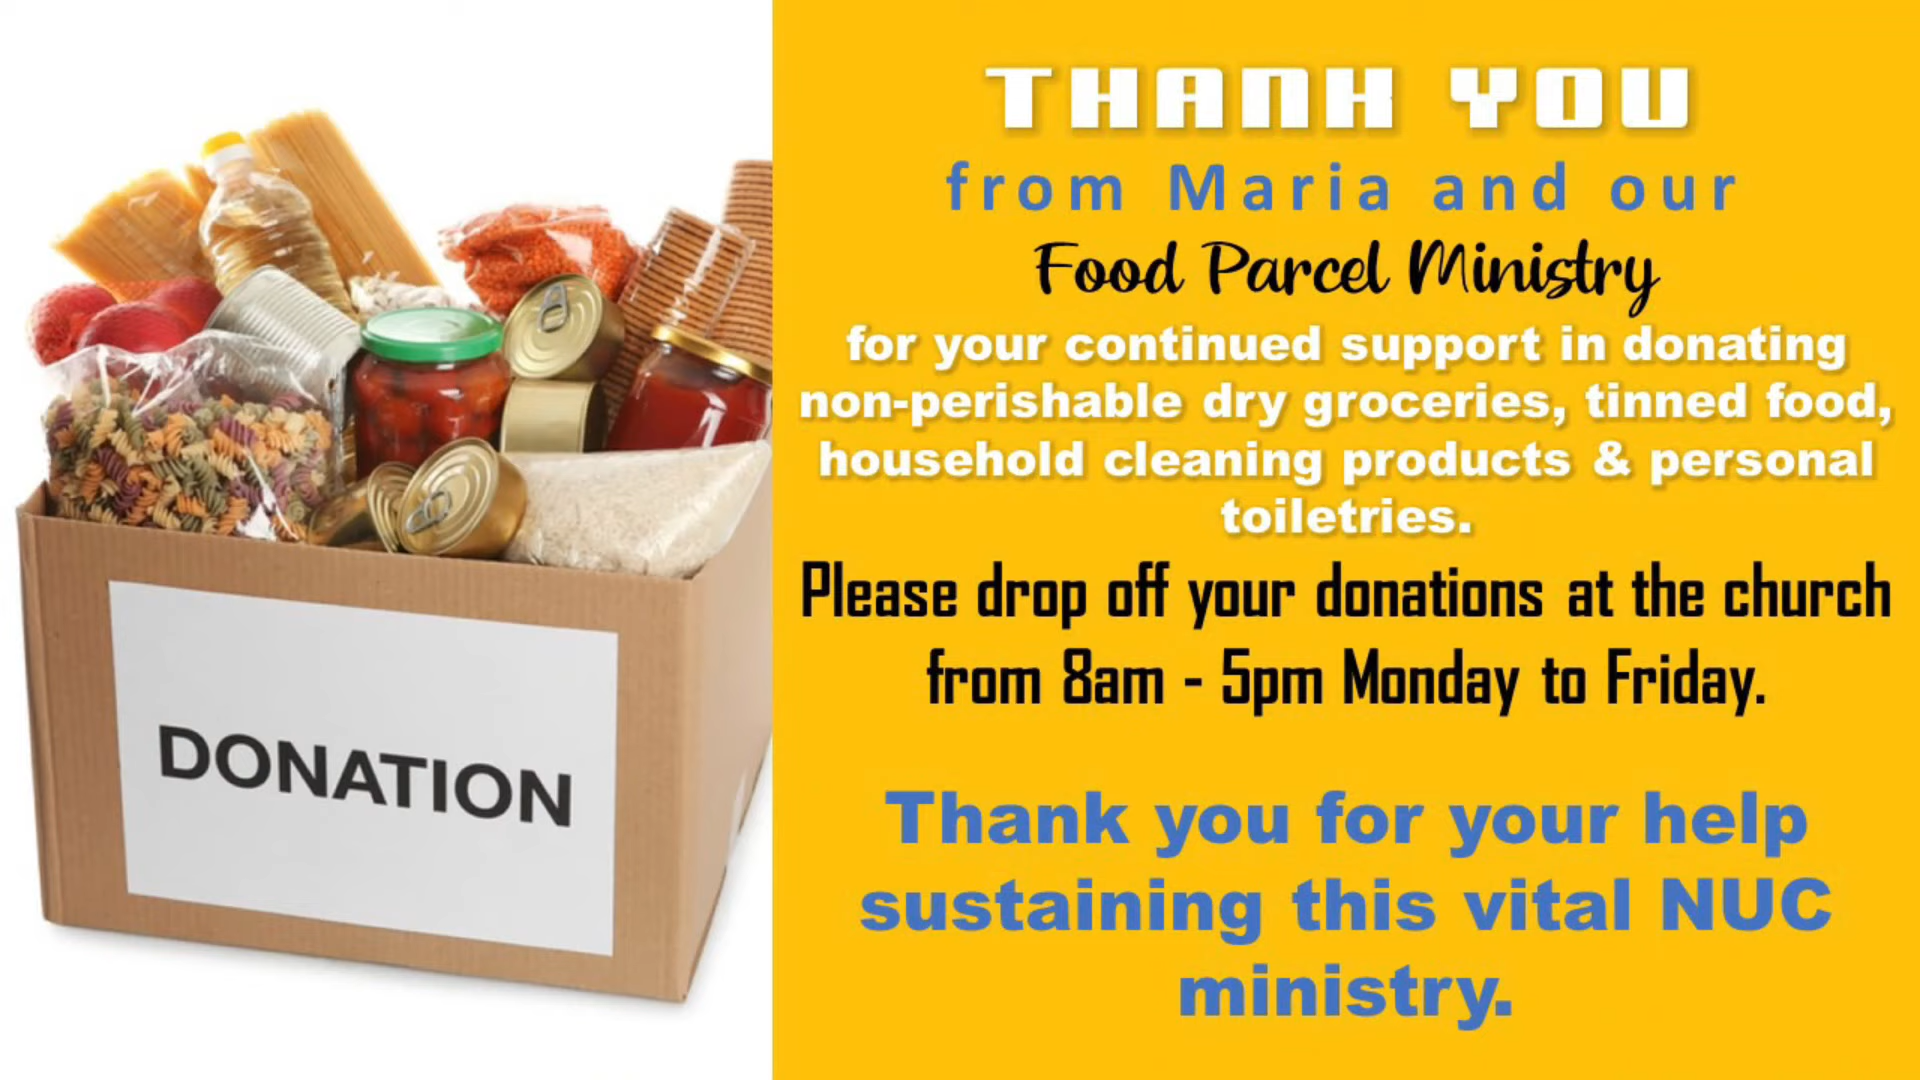 DONATION
THANK YOU
from Maria and our
Food Parcel Ministry
for your continued support in donating
non-perishable dry groceries, tinned food,
household cleaning products & personal
toiletries.
Please drop off your donations at the church
from 8am - 5pm Monday to Friday.
Thank you for your help
sustaining this vital NUC
ministry.